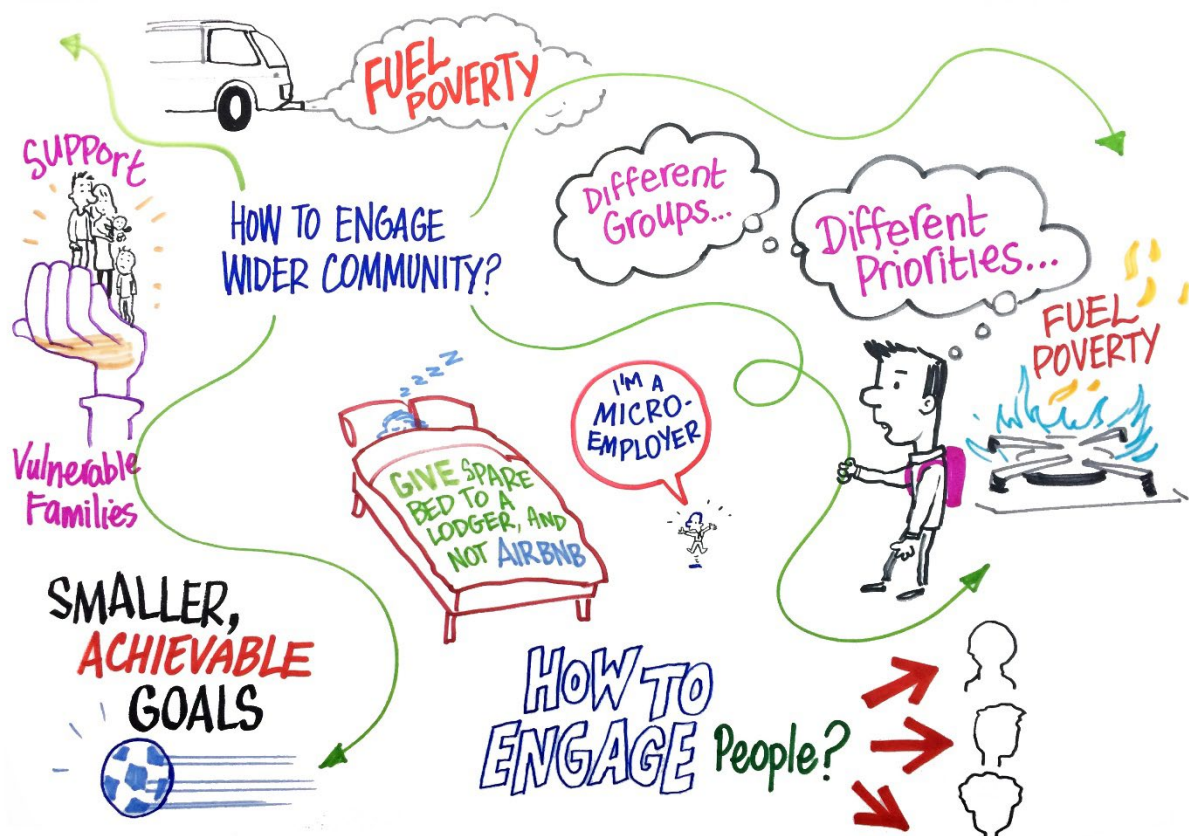 FUEL
POVERTY
SUPPORT
HOW TO ENGAGE
WIDER COMMUNITY?
Different
Groups...
Different
Priorities...
FUEL
POVERTY
I'M A
MICRO-
EMPLOYER
zzzz
GIVE SPARE
BED TO A
LODGER, AND
NOT AIRBNB
Vulnerable
Families
SMALLER,
ACHIEVABLE
GOALS
HOW TO
ENGAGE People?